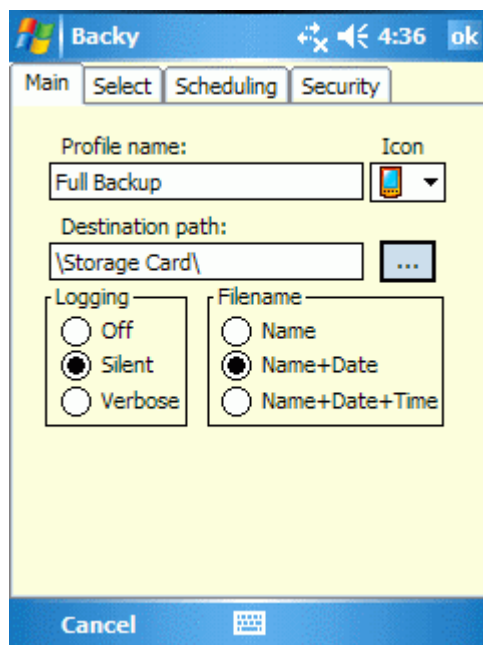 Backy 4:36 ok
Main Select Scheduling Security
Profile name: Icon
Full Backup
Destination path:
\Storage Card\ ...
Logging Filename
Off Name
Silent Name+Date
Verbose Name+Date+Time
Cancel